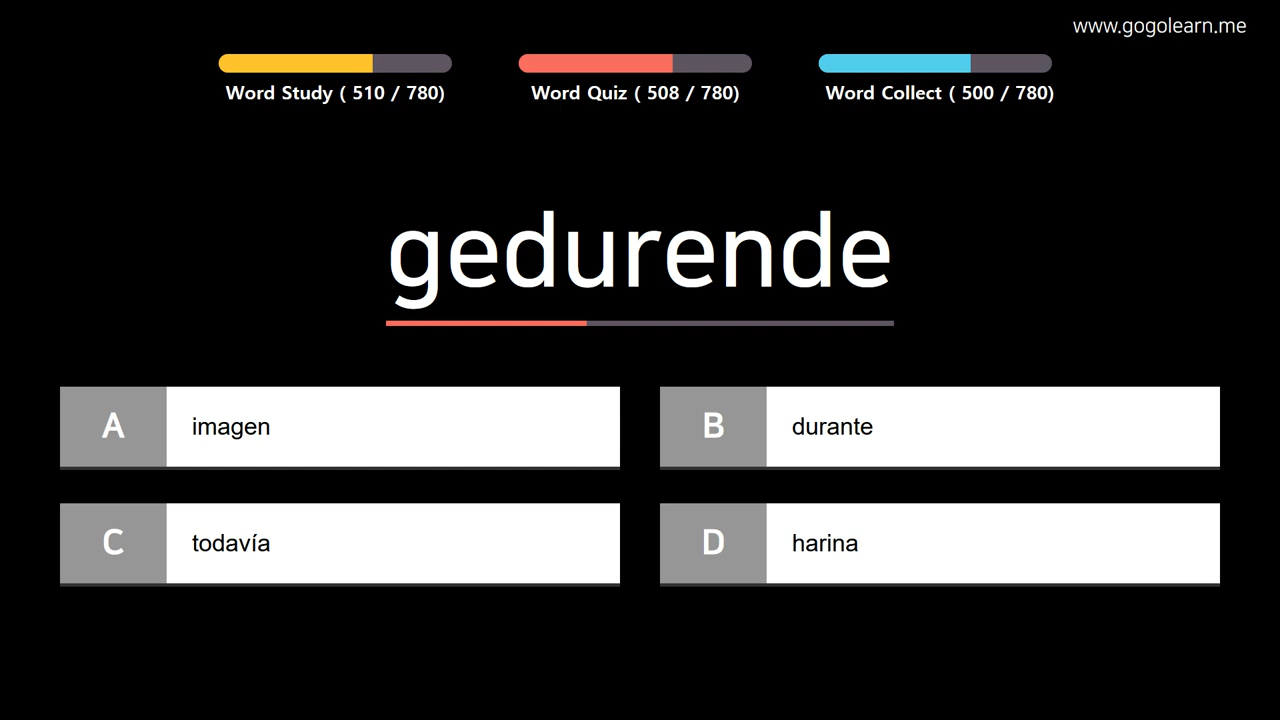 www.gogolearn.me
Word Study ( 510 / 780)
Word Quiz ( 508 / 780)
Word Collect ( 500 / 780)
gedurende
A imagen
B durante
C todavía
D harina